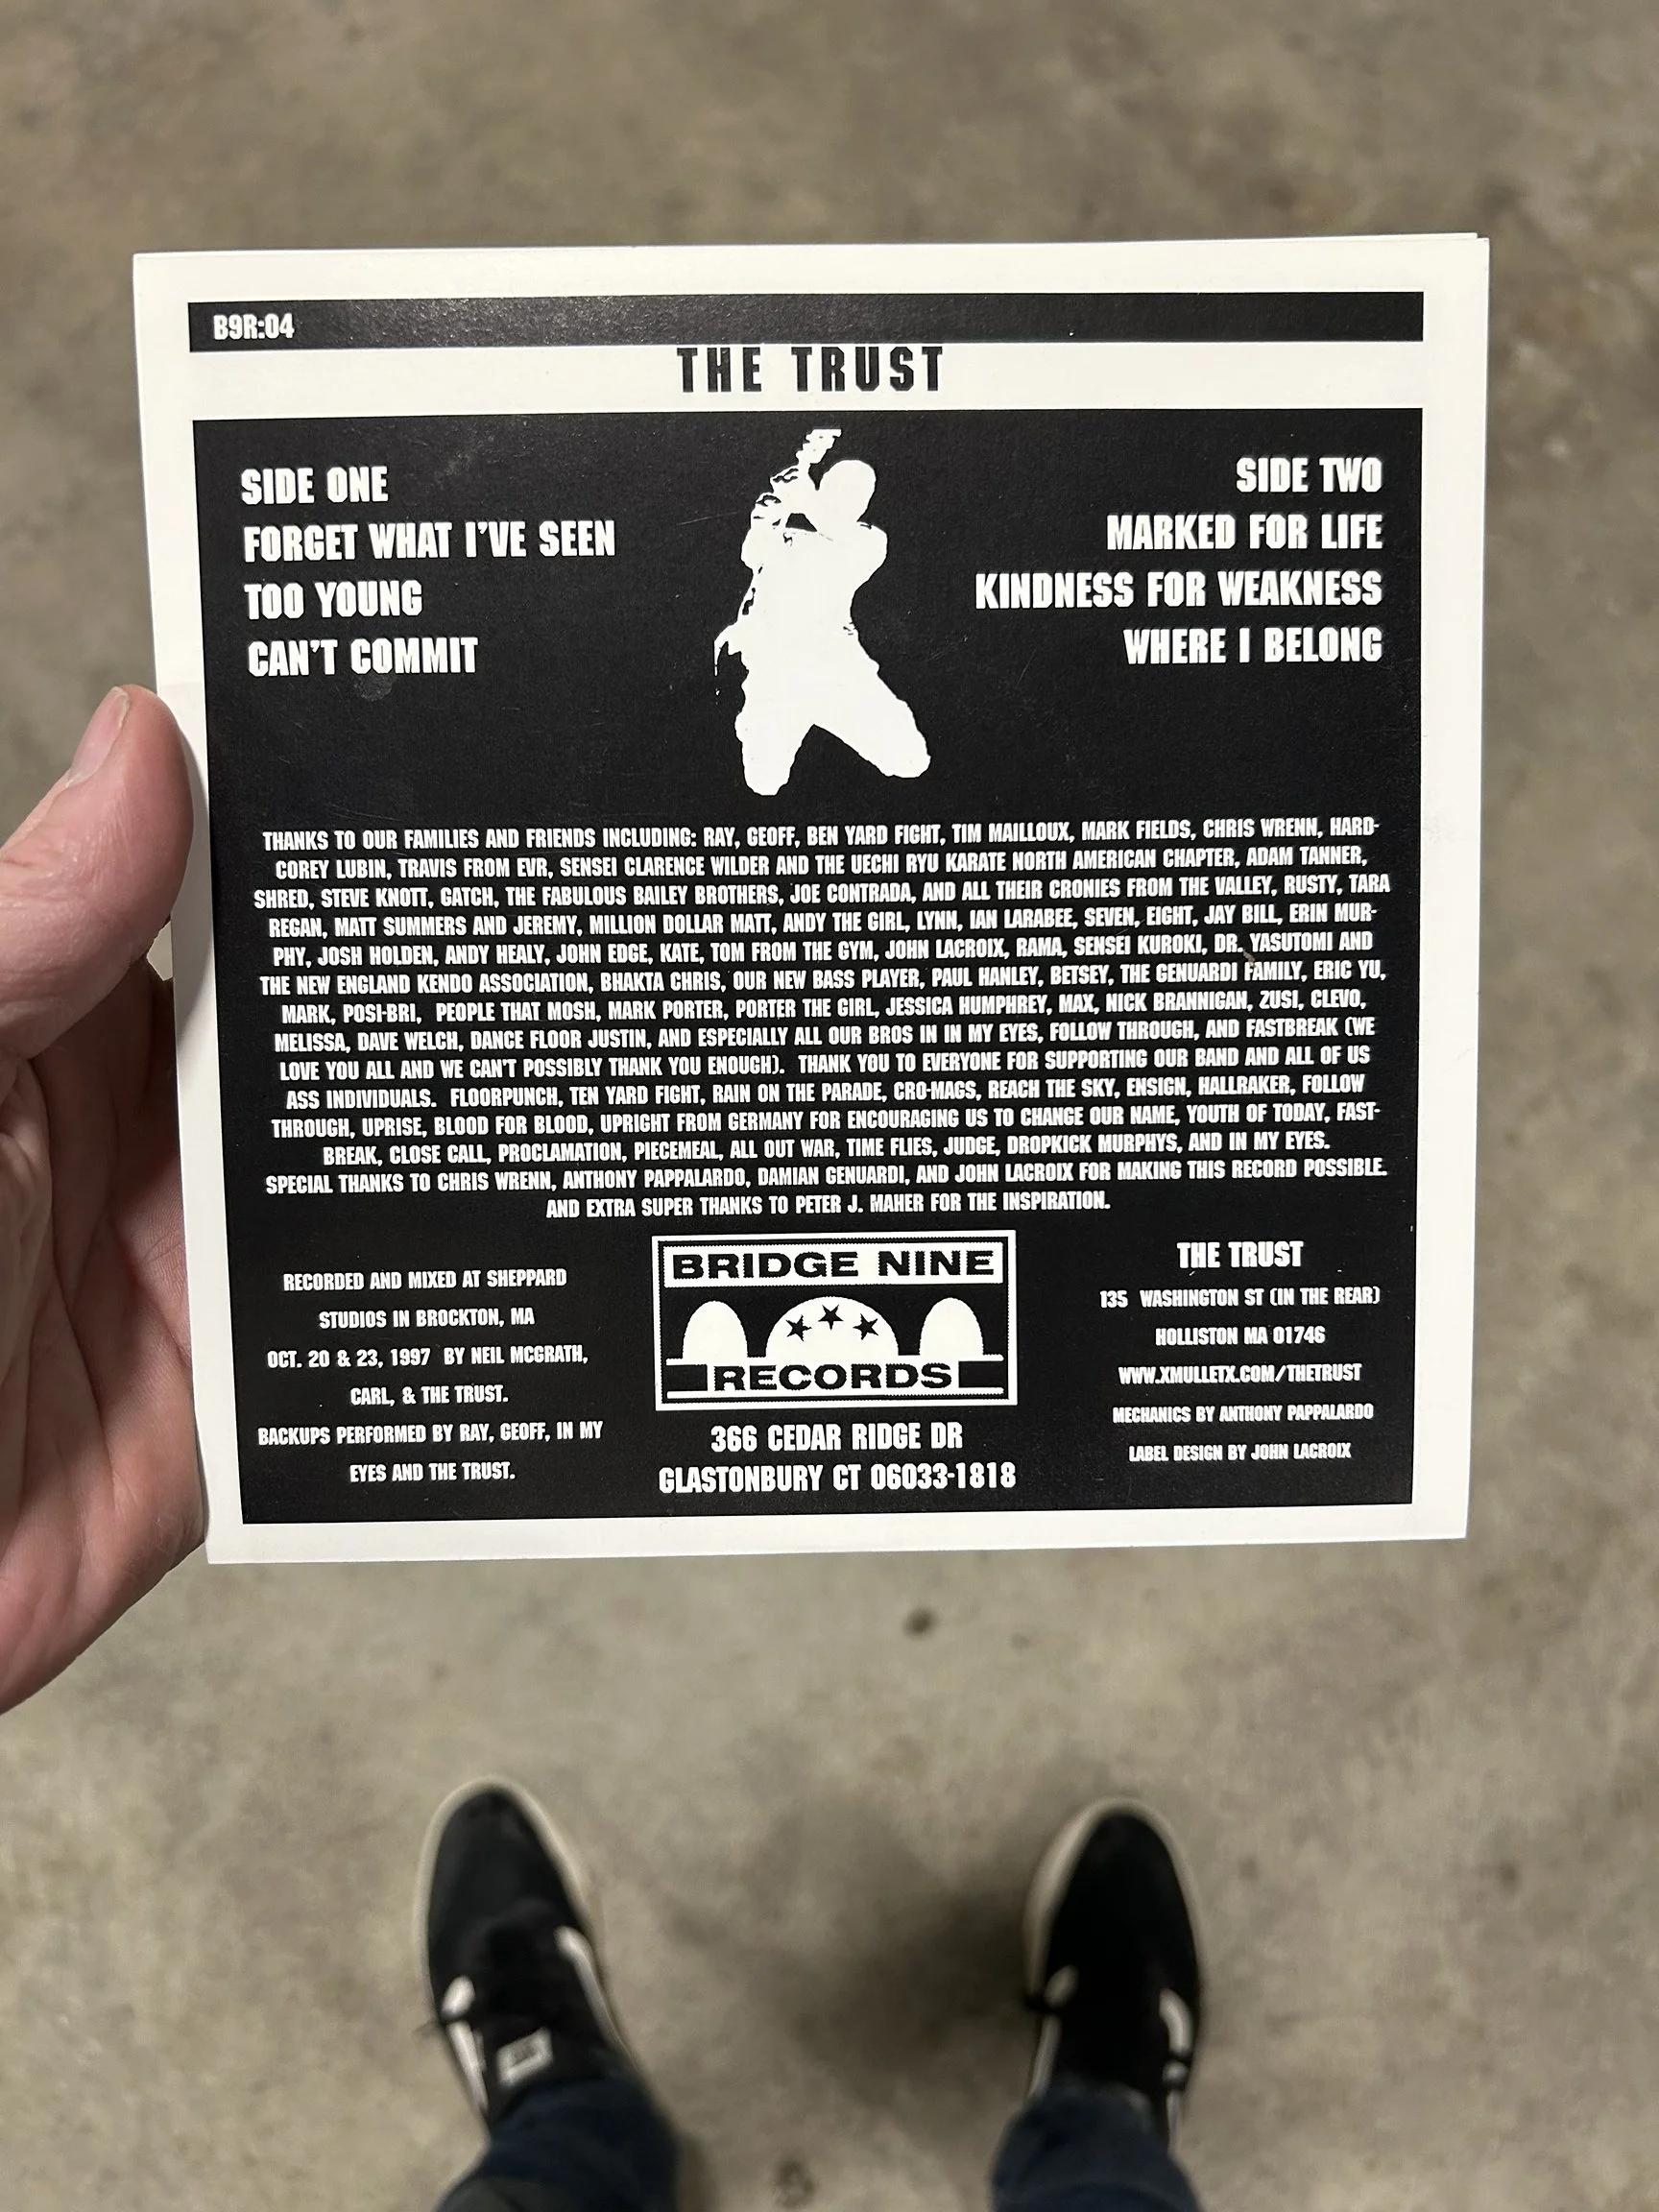 B9R:04
THE TRUST
SIDE ONE
FORGET WHAT I'VE SEEN
TOO YOUNG
CAN'T COMMIT
SIDE TWO
MARKED FOR LIFE
KINDNESS FOR WEAKNESS
WHERE I BELONG
THANKS TO OUR FAMILIES AND FRIENDS INCLUDING: RAY, GEOFF, BEN YARD FIGHT, TIM MAILLOUX, MARK FIELDS, CHRIS WRENN, HARD-
COREY LUBIN, TRAVIS FROM EVR, SENSEI CLARENCE WILDER AND THE UECHI RYU KARATE NORTH AMERICAN CHAPTER, ADAM TANNER,
SHRED, STEVE KNOTT, GATCH, THE FABULOUS BAILEY BROTHERS, JOE CONTRADA, AND ALL THEIR CRONIES FROM THE VALLEY, RUSTY, TARA
REGAN, MATT SUMMERS AND JEREMY, MILLION DOLLAR MATT, ANDY THE GIRL, LYNN, IAN LARABEE, SEVEN, EIGHT, JAY BILL, ERIN MUR-
PHY, JOSH HOLDEN, ANDY HEALY, JOHN EDGE, KATE, TOM FROM THE GYM, JOHN LACROIX, RAMA, SENSEI KUROKI, DR. YASUTOMI AND
THE NEW ENGLAND KENDO ASSOCIATION, BHAKTA CHRIS, OUR NEW BASS PLAYER, PAUL HANLEY, BETSEY, THE GENUARDI FAMILY, ERIC YU,
MARK, POSI-BRI, PEOPLE THAT MOSH, MARK PORTER, PORTER THE GIRL, JESSICA HUMPHREY, MAX, NICK BRANNIGAN, ZUSI, CLEVO,
MELISSA, DAVE WELCH, DANCE FLOOR JUSTIN, AND ESPECIALLY ALL OUR BROS IN IN MY EYES, FOLLOW THROUGH, AND FASTBREAK (WE
LOVE YOU ALL AND WE CAN'T POSSIBLY THANK YOU ENOUGH). THANK YOU TO EVERYONE FOR SUPPORTING OUR BAND AND ALL OF US
ASS INDIVIDUALS. FLOORPUNCH, TEN YARD FIGHT, RAIN ON THE PARADE, CRO-MAGS, REACH THE SKY, ENSIGN, HALLRAKER, FOLLOW
THROUGH, UPRISE, BLOOD FOR BLOOD, UPRIGHT FROM GERMANY FOR ENCOURAGING US TO CHANGE OUR NAME, YOUTH OF TODAY, FAST-
BREAK, CLOSE CALL, PROCLAMATION, PIECEMEAL, ALL OUT WAR, TIME FLIES, JUDGE, DROPKICK MURPHYS, AND IN MY EYES.
SPECIAL THANKS TO CHRIS WRENN, ANTHONY PAPPALARDO, DAMIAN GENUARDI, AND JOHN LACROIX FOR MAKING THIS RECORD POSSIBLE.
AND EXTRA SUPER THANKS TO PETER J. MAHER FOR THE INSPIRATION.
RECORDED AND MIXED AT SHEPPARD
STUDIOS IN BROCKTON, MA
OCT. 20 & 23, 1997 BY NEIL MCGRATH,
CARL, & THE TRUST.
BACKUPS PERFORMED BY RAY, GEOFF, IN MY
EYES AND THE TRUST.
BRIDGE NINE
RECORDS
366 CEDAR RIDGE DR
GLASTONBURY CT 06033-1818
THE TRUST
135 WASHINGTON ST (IN THE REAR)
HOLLISTON MA 01746
WWW.XMULLETX.COM/THETRUST
MECHANICS BY ANTHONY PAPPALARDO
LABEL DESIGN BY JOHN LACROIX